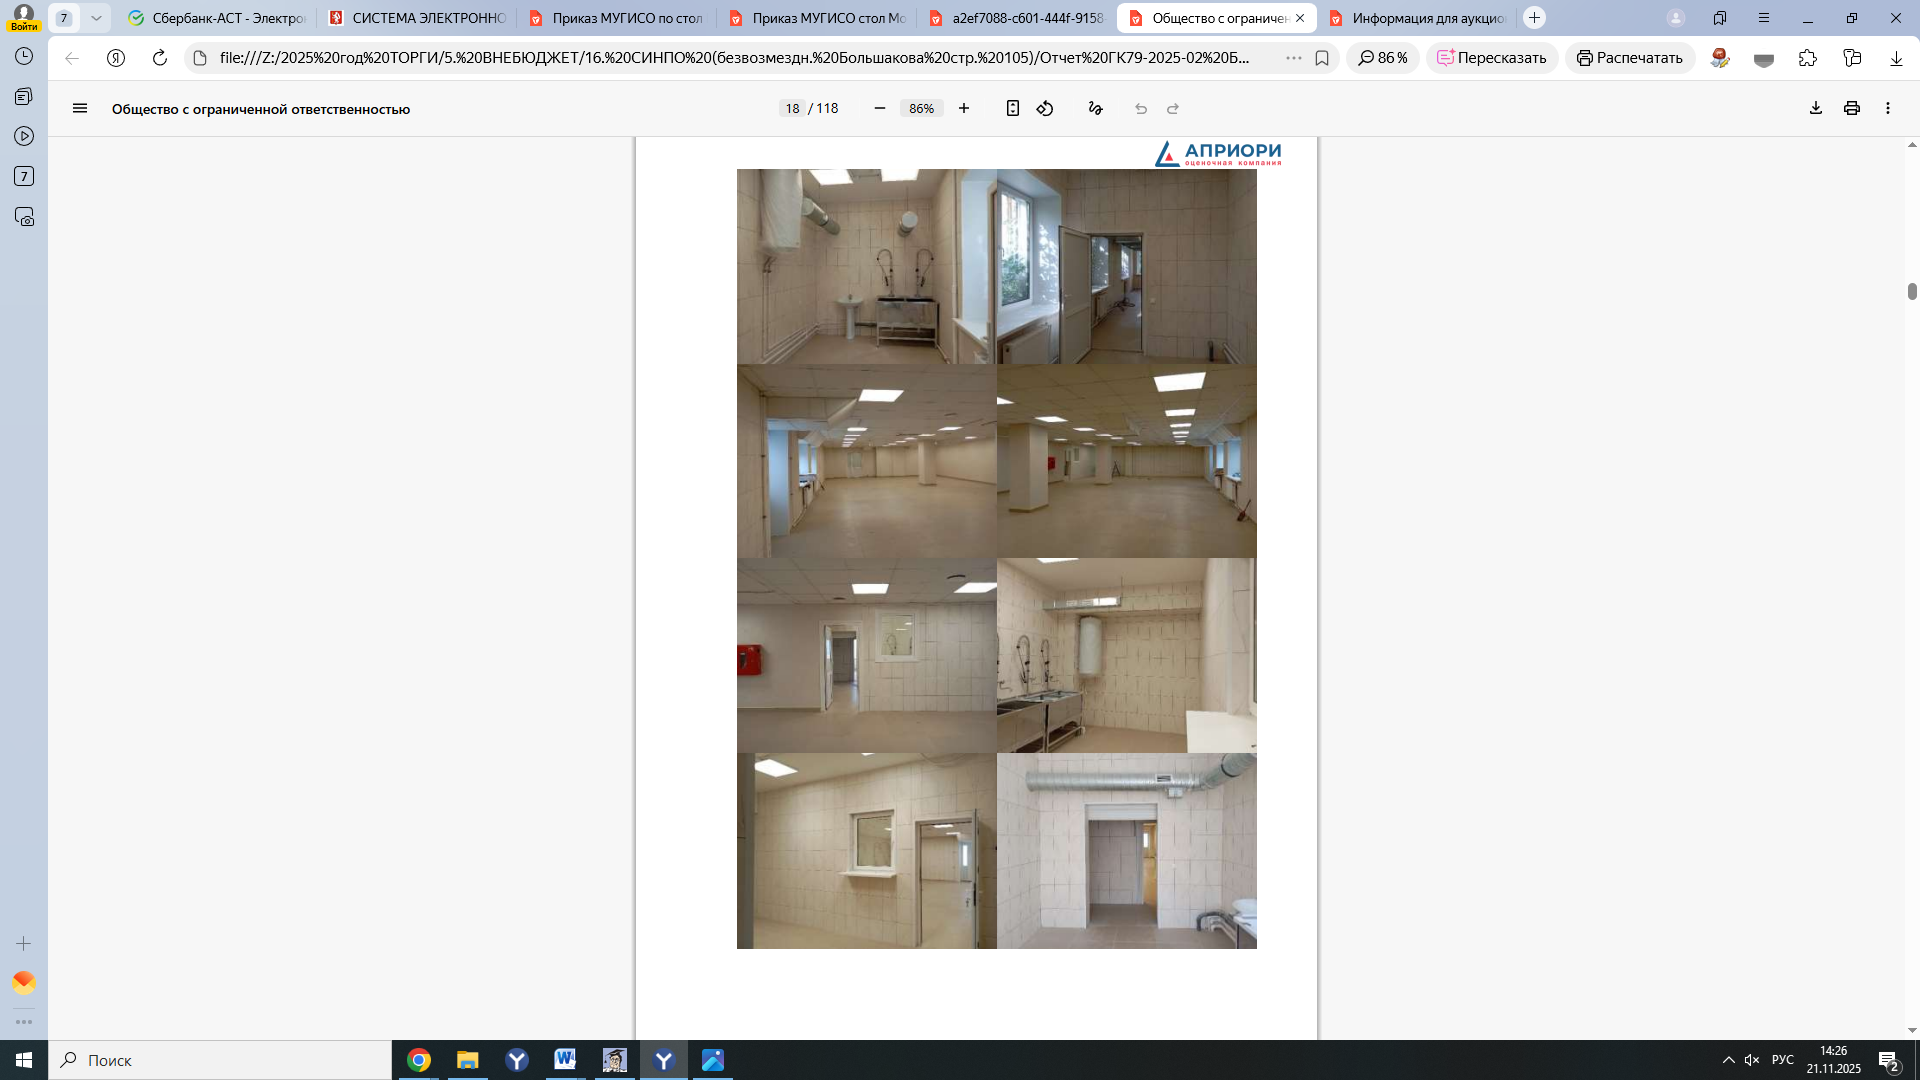 Войти
7
Сбербанк-АСТ - Электро
СИСТЕМА ЭЛЕКТРОННО
Приказ МУГИСО по стол
Приказ МУГИСО стол Мо
a2ef7088-c601-444f-9158-
Общество с ограничен
Информация для аукцио
file:///Z:/2025%20год%20ТОРГИ/5.%20ВНЕБЮДЖЕТ/16.%20СИНПО%20(безвозмездн.%20Большакова%20стр.%20105)/Отчет%20ГК79-2025-02%20Б...
86 %
Пересказать
Распечатать
7
Общество с ограниченной ответственностью
18 / 118
86%
АПРИОРИ
оценочная компания
Поиск
РУС
14:26
21.11.2025
2